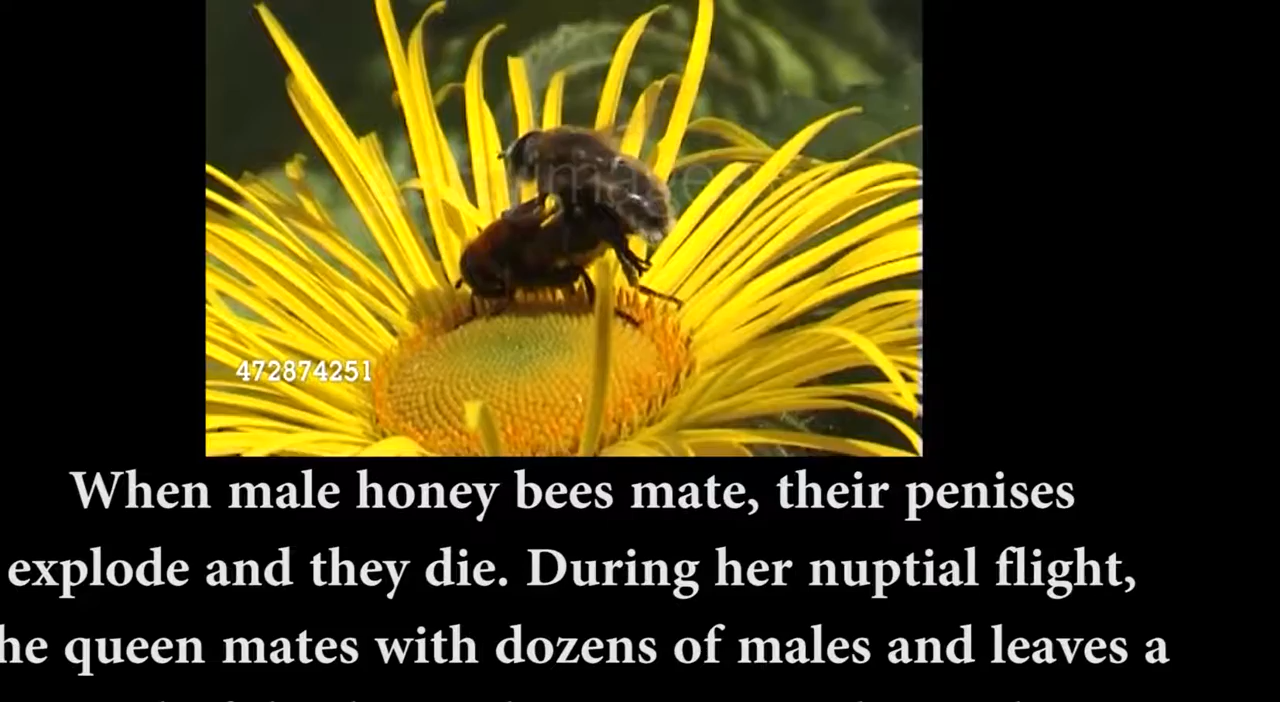 472874251
When male honey bees mate, their penises
explode and they die. During her nuptial flight,
he queen mates with dozens of males and leaves a